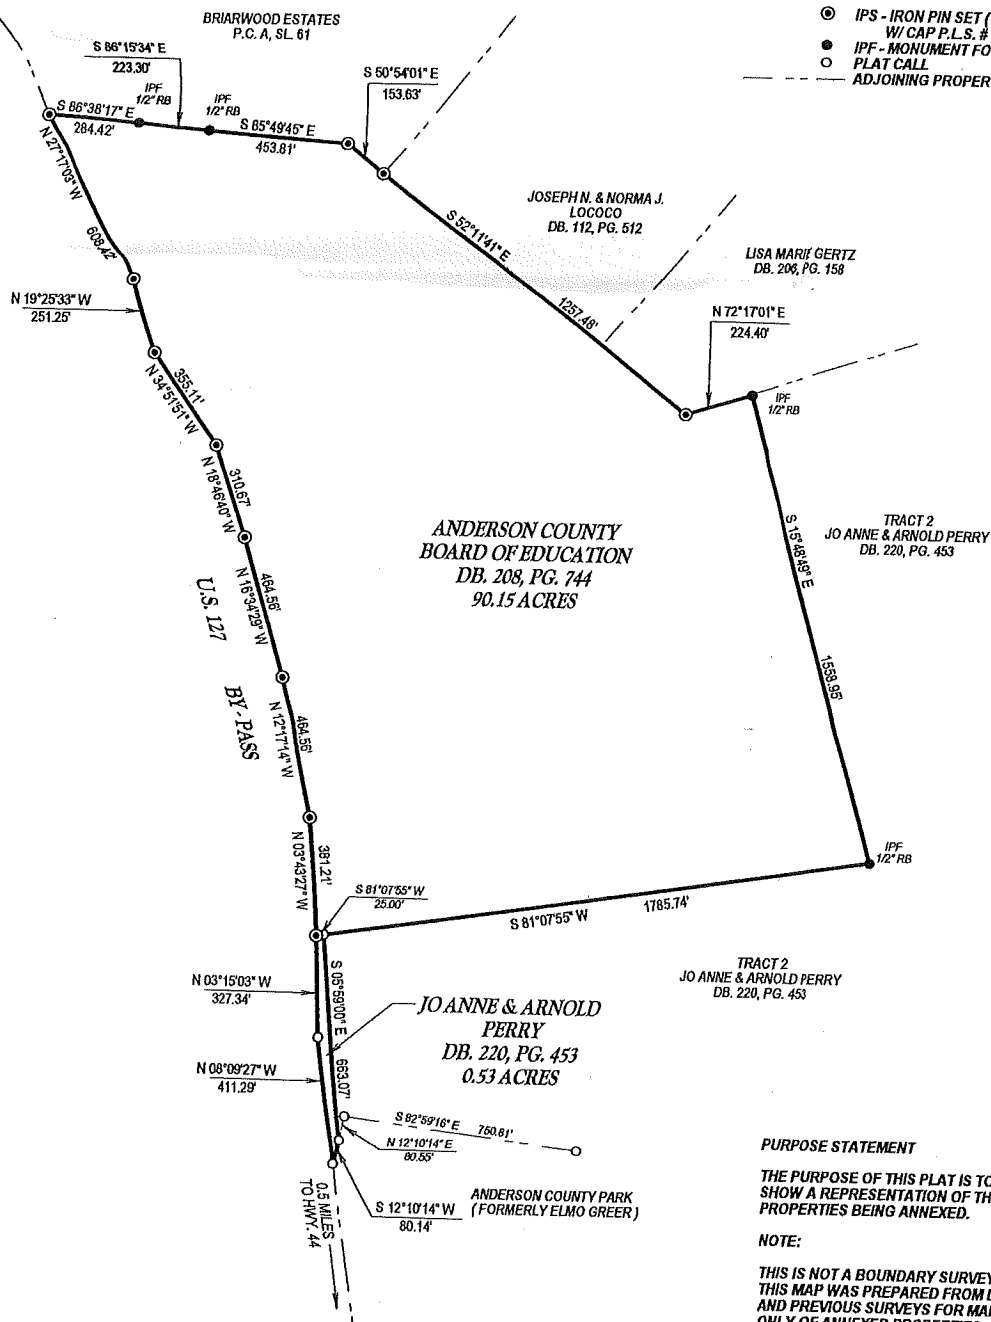 BRIARWOOD ESTATES
P.C. A, SL. 61
IPS - IRON PIN SET (
W/ CAP P.L.S. #
IPF - MONUMENT FO
PLAT CALL
ADJOINING PROPER
S 86°15'34" E
223.30'
IPF
1/2" RB
IPF
1/2" RB
S 50°54'01" E
153.63'
S 86°38'17" E
284.42'
S 85°49'45" E
453.81'
N 27°17'03" W
608.42'
JOSEPH N. & NORMA J.
LOCOCO
DB. 112, PG. 512
S 52°11'41" E
1257.48'
LISA MARIE GERTZ
DB. 206, PG. 158
N 19°25'33" W
251.25'
N 72°17'01" E
224.40'
355.11'
N 34°51'51" W
IPF
1/2" RB
310.67'
N 18°46'40" W
ANDERSON COUNTY
BOARD OF EDUCATION
DB. 208, PG. 744
90.15 ACRES
S 15°48'49" E
1558.95'
TRACT 2
JO ANNE & ARNOLD PERRY
DB. 220, PG. 453
464.56'
N 16°34'29" W
U.S. 127
BY-PASS
464.56'
N 12°17'14" W
381.21'
N 03°43'27" W
IPF
1/2" RB
S 81°07'55" W
25.00'
S 81°07'55" W
1785.74'
N 03°15'03" W
327.34'
S 05°59'00" E
663.07'
JO ANNE & ARNOLD
PERRY
DB. 220, PG. 453
0.53 ACRES
TRACT 2
JO ANNE & ARNOLD PERRY
DB. 220, PG. 453
N 08°09'27" W
411.29'
S 82°59'16" E
750.81'
N 12°10'14" E
80.55'
S 12°10'14" W
80.14'
ANDERSON COUNTY PARK
(FORMERLY ELMO GREER)
0.5 MILES
TO HWY. 44
PURPOSE STATEMENT
THE PURPOSE OF THIS PLAT IS TO
SHOW A REPRESENTATION OF TH
PROPERTIES BEING ANNEXED.
NOTE:
THIS IS NOT A BOUNDARY SURVEY
THIS MAP WAS PREPARED FROM
AND PREVIOUS SURVEYS FOR MA
ONLY OF ANNEXED PROPERTIES